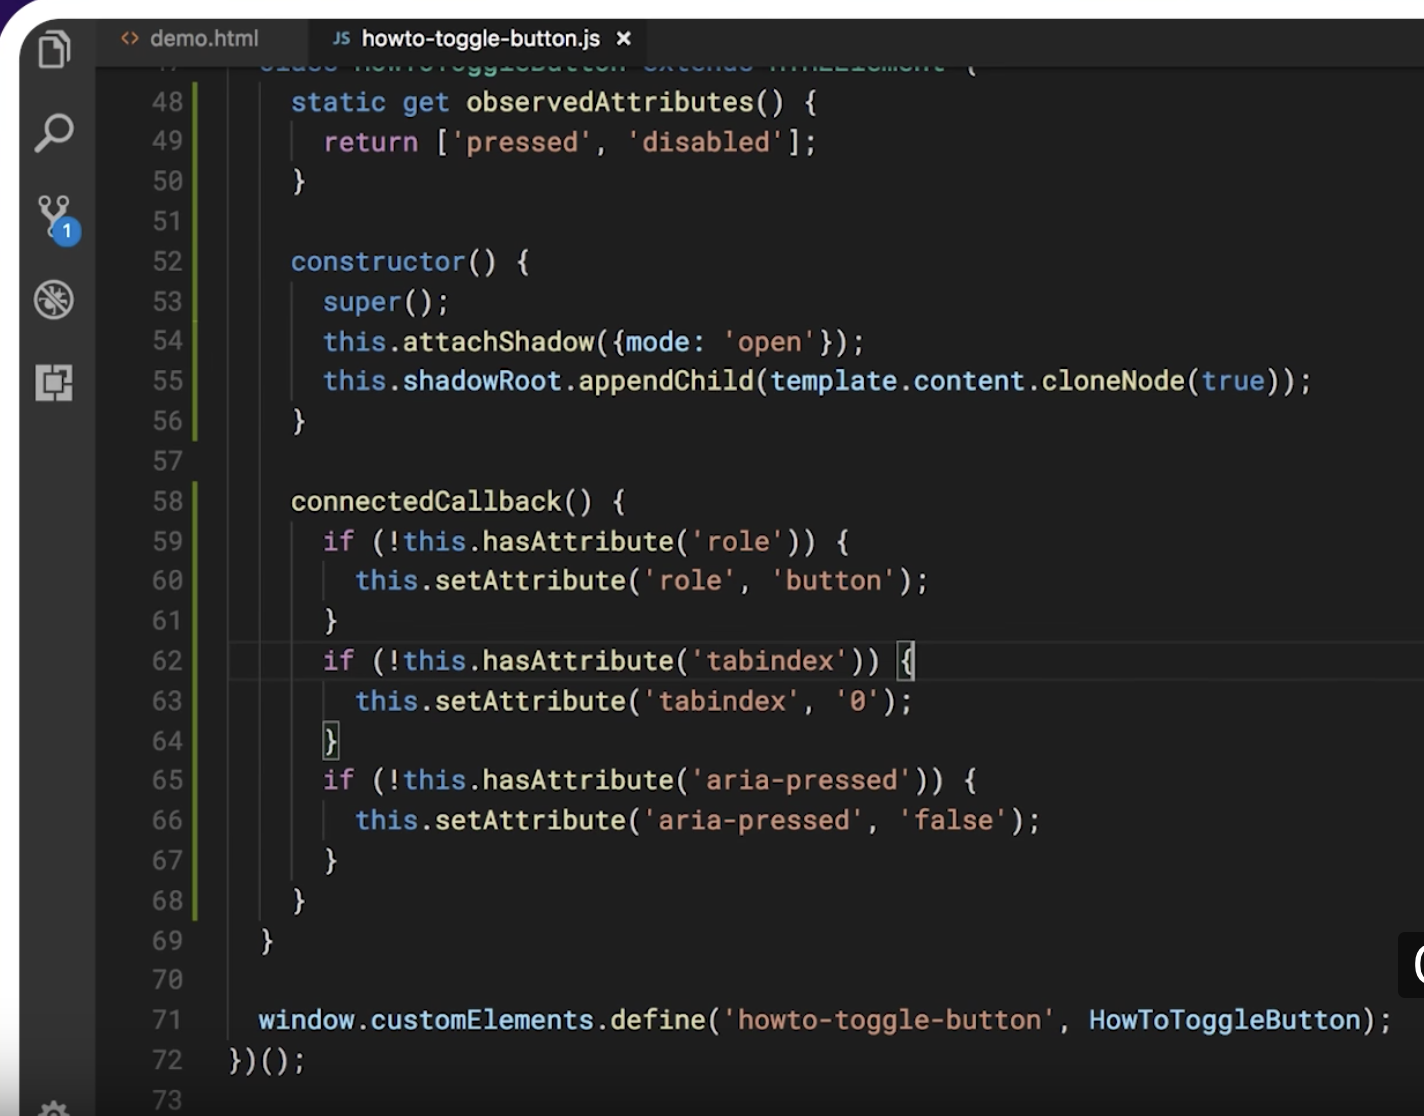 demo.html
JS howto-toggle-button.js ×
1
48 static get observedAttributes() {
49 return ['pressed', 'disabled'];
50 }
51
52 constructor() {
53 super();
54 this.attachShadow({mode: 'open'});
55 this.shadowRoot.appendChild(template.content.cloneNode(true));
56 }
57
58 connectedCallback() {
59 if (!this.hasAttribute('role')) {
60 this.setAttribute('role', 'button');
61 }
62 if (!this.hasAttribute('tabindex')) {
63 this.setAttribute('tabindex', '0');
64 }
65 if (!this.hasAttribute('aria-pressed')) {
66 this.setAttribute('aria-pressed', 'false');
67 }
68 }
69 }
70
71 window.customElements.define('howto-toggle-button', HowToToggleButton);
72 })();
73